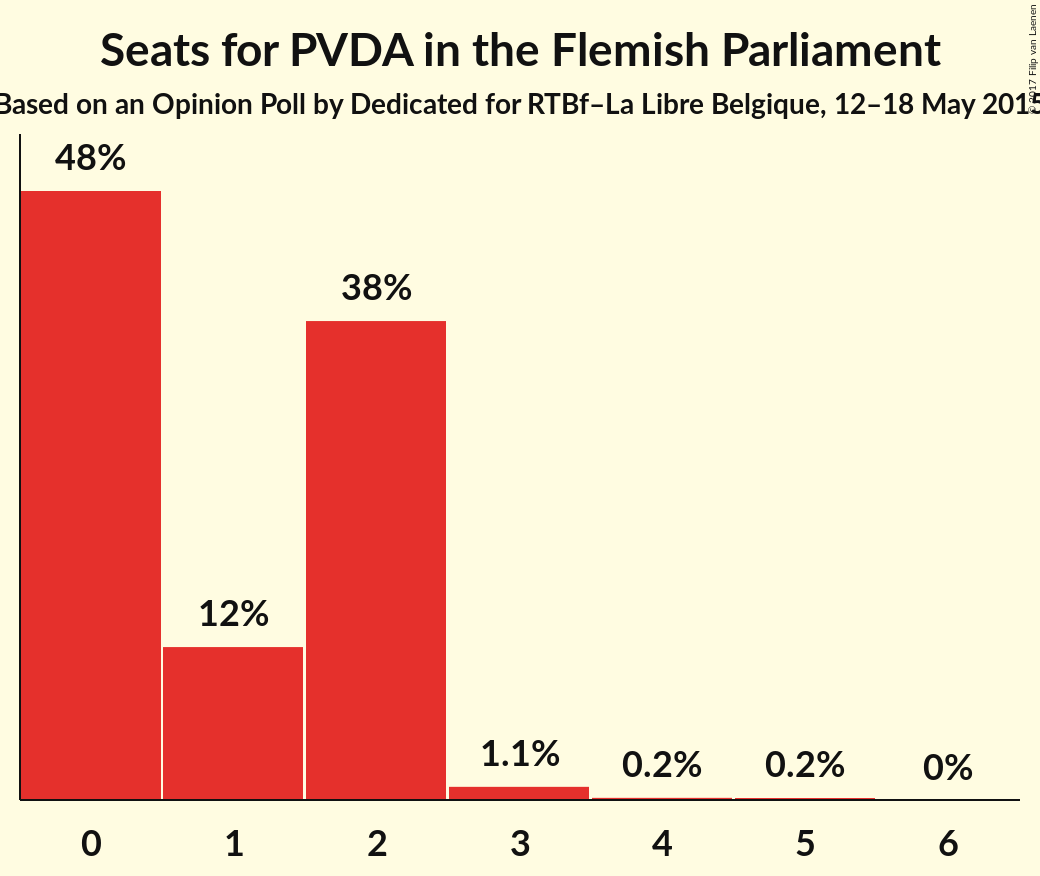 Seats for PVDA in the Flemish Parliament
Based on an Opinion Poll by Dedicated for RTBf–La Libre Belgique, 12–18 May 2015
© 2017 Filip van Laenen
48%
12%
38%
1.1%
0.2%
0.2%
0%
0 1 2 3 4 5 6